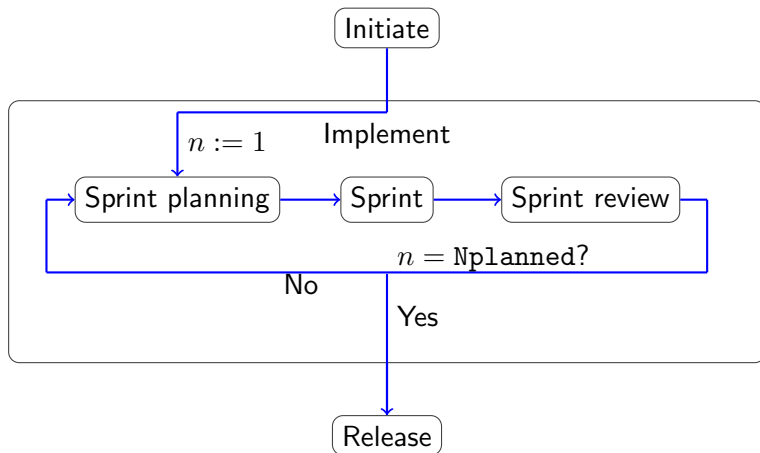 Initiate
Implement
n := 1
Sprint planning
Sprint
Sprint review
n = Nplanned?
No
Yes
Release